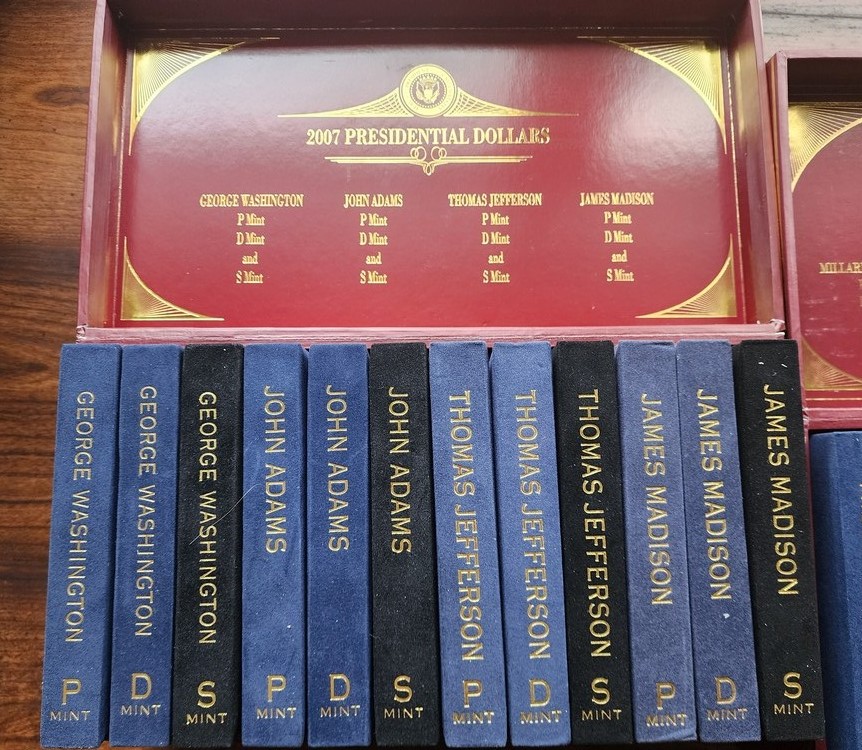 2007 PRESIDENTIAL DOLLARS
GEORGE WASHINGTON
P Mint
D Mint
and
S Mint
JOHN ADAMS
P Mint
D Mint
and
S Mint
THOMAS JEFFERSON
P Mint
D Mint
and
S Mint
JAMES MADISON
P Mint
D Mint
and
S Mint
GEORGE WASHINGTON
P
MINT
GEORGE WASHINGTON
D
MINT
GEORGE WASHINGTON
S
MINT
JOHN ADAMS
P
MINT
JOHN ADAMS
D
MINT
JOHN ADAMS
S
MINT
THOMAS JEFFERSON
P
MINT
THOMAS JEFFERSON
D
MINT
THOMAS JEFFERSON
S
MINT
JAMES MADISON
P
MINT
JAMES MADISON
D
MINT
JAMES MADISON
S
MINT